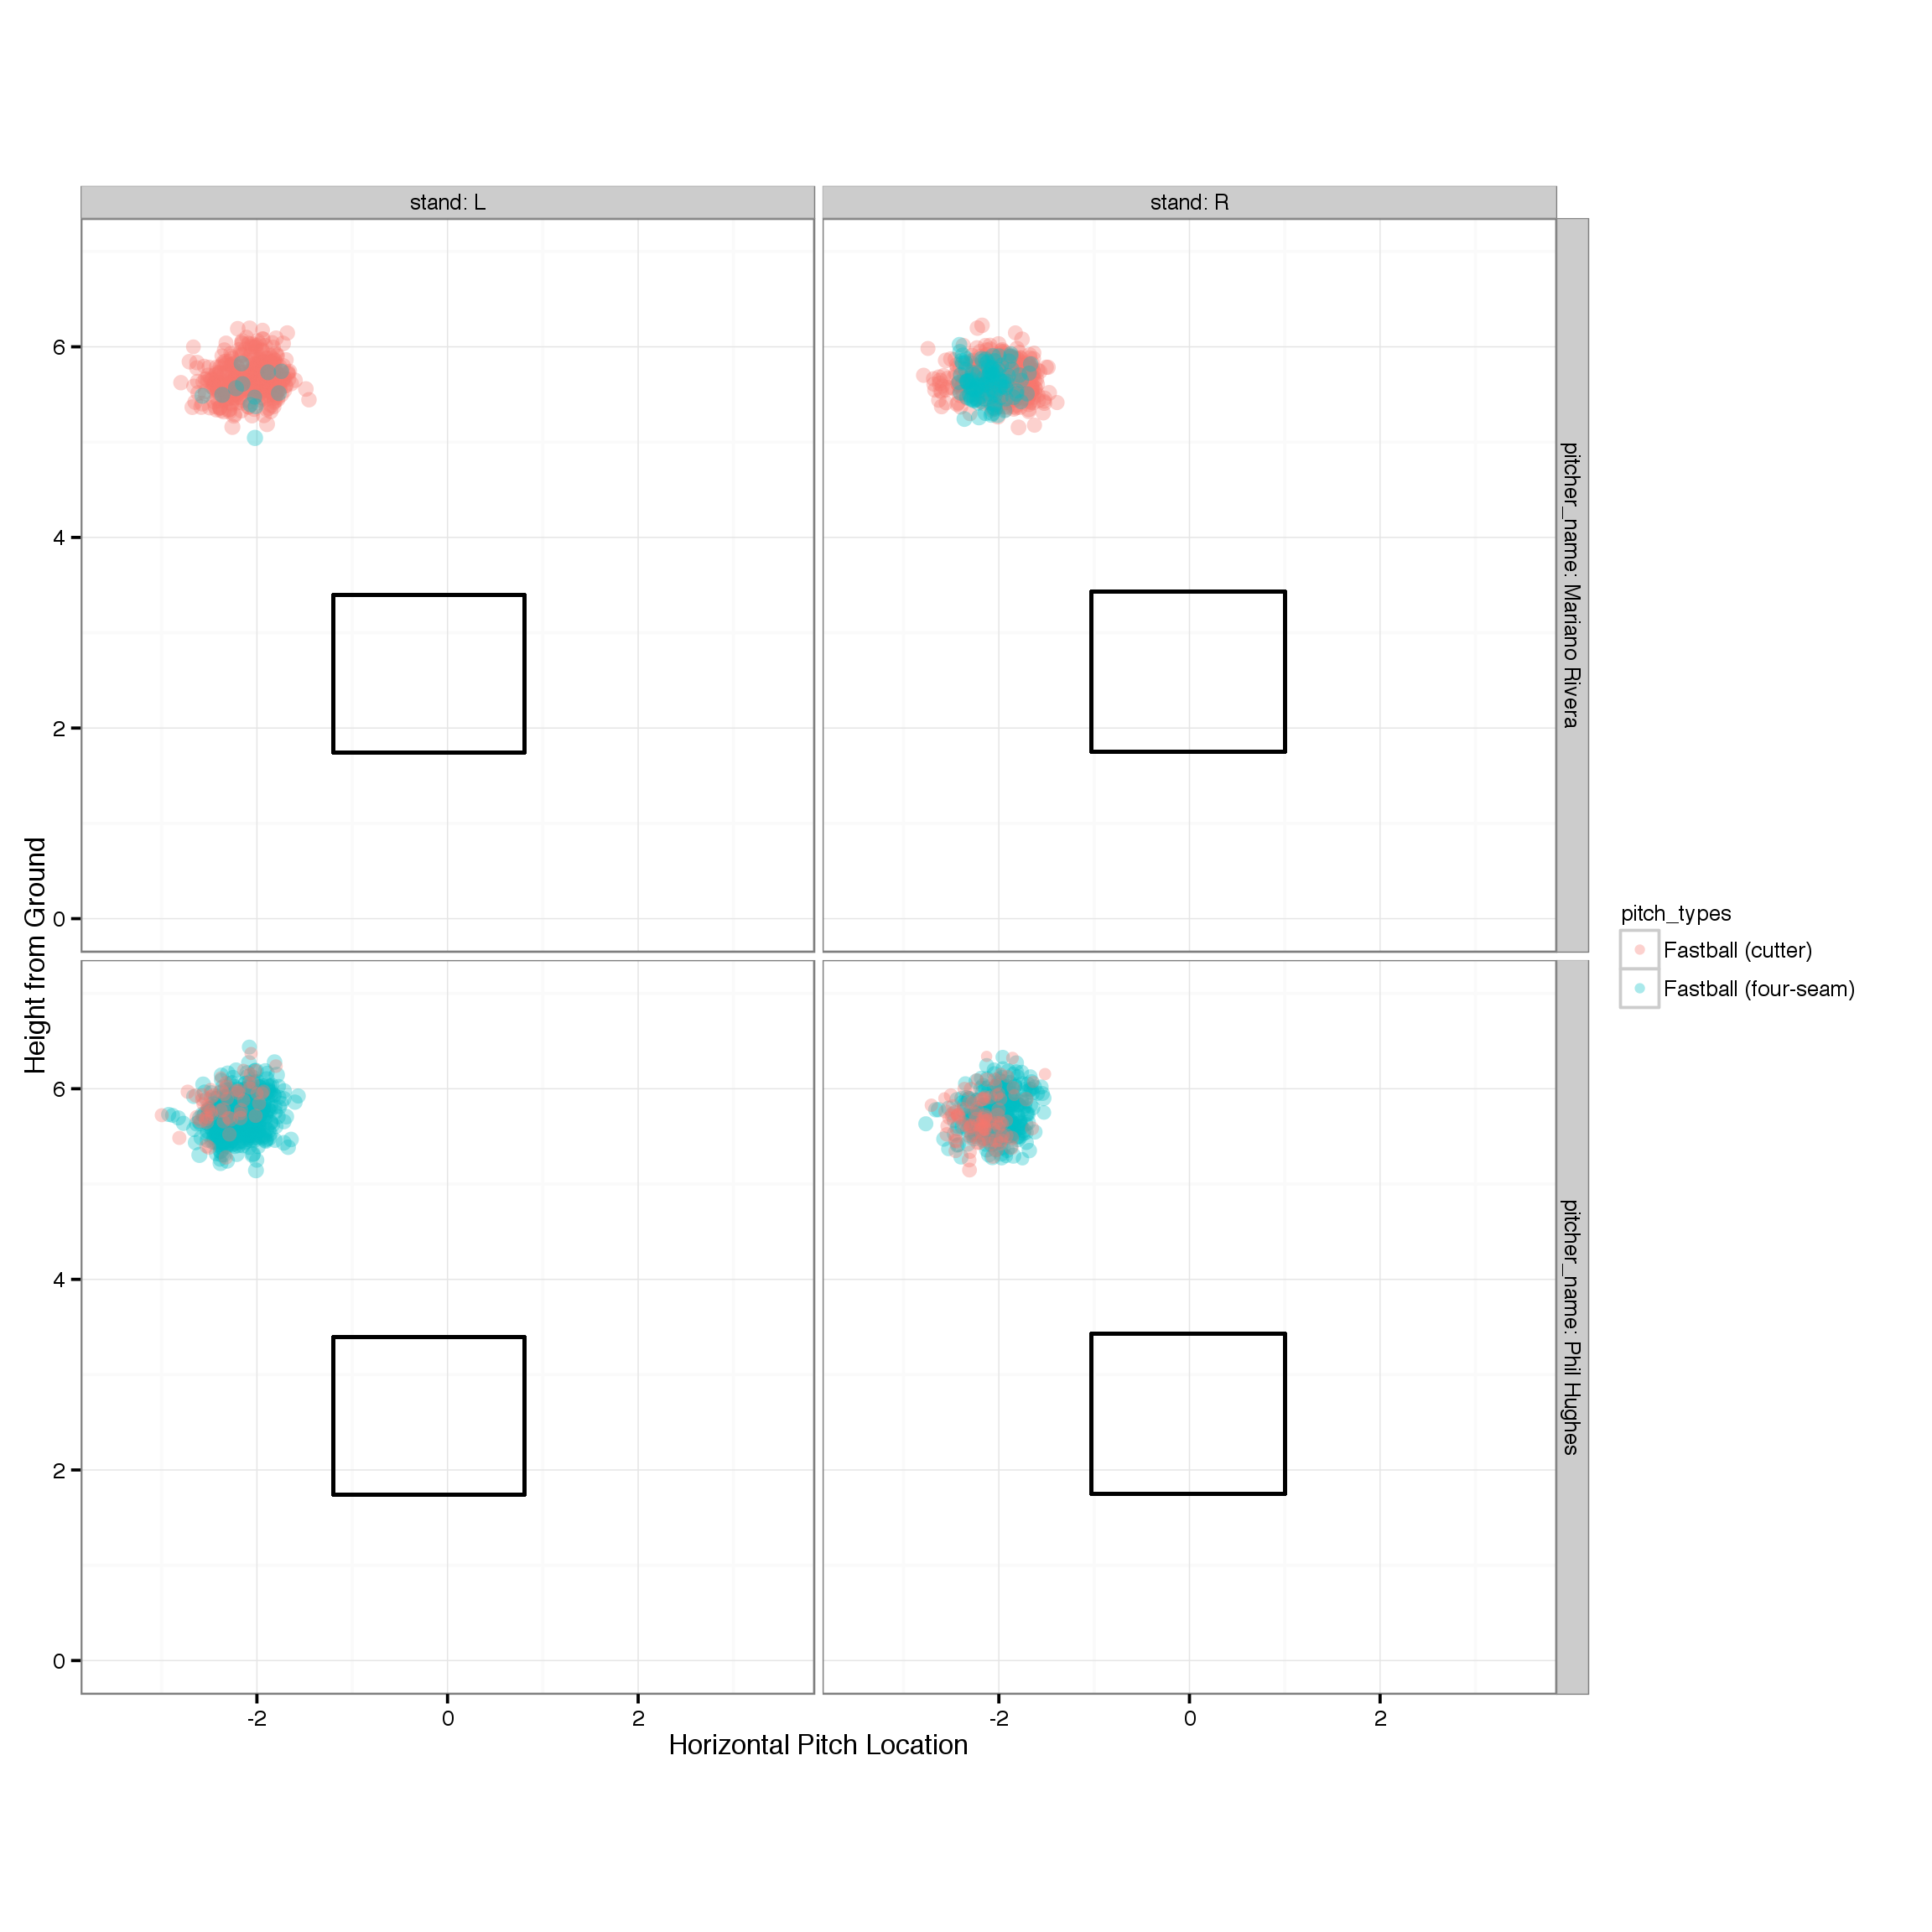 stand: L
stand: R
pitcher_name: Mariano Rivera
6
4
2
0
Height from Ground
pitch_types
Fastball (cutter)
Fastball (four-seam)
pitcher_name: Phil Hughes
6
4
2
0
-2
0
2
-2
0
2
Horizontal Pitch Location